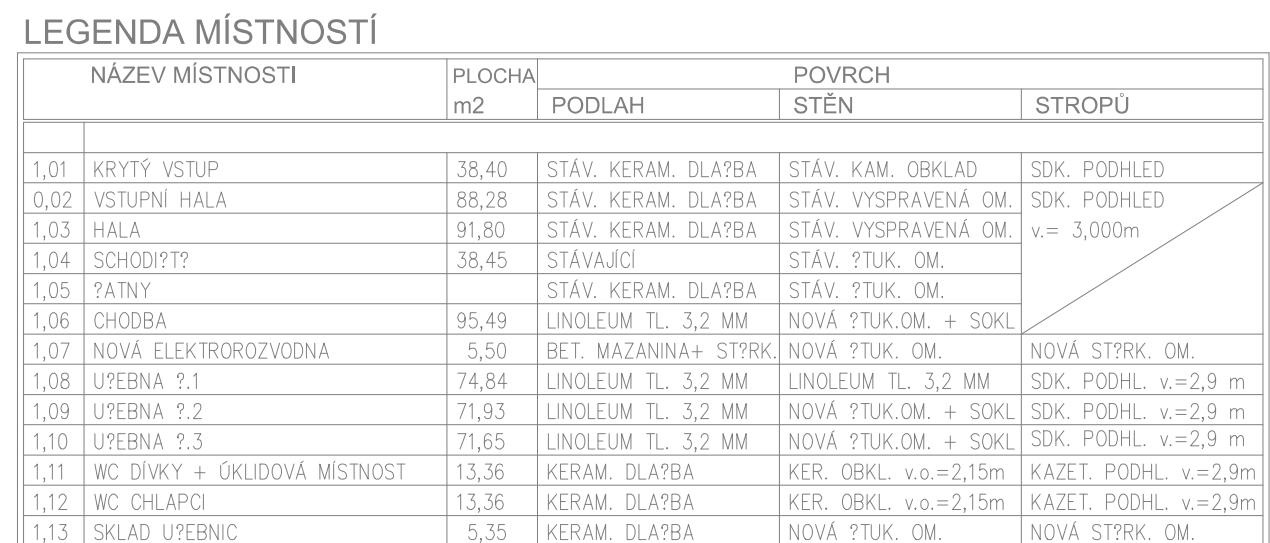 LEGENDA MÍSTNOSTÍ
NÁZEV MÍSTNOSTI PLOCHA POVRCH
m2 PODLAH STĚN STROPŮ
1,01 KRYTÝ VSTUP 38,40 STÁV. KERAM. DLA?BA STÁV. KAM. OBKLAD SDK. PODHLED
0,02 VSTUPNÍ HALA 88,28 STÁV. KERAM. DLA?BA STÁV. VYSPRAVENÁ OM. SDK. PODHLED
1,03 HALA 91,80 STÁV. KERAM. DLA?BA STÁV. VYSPRAVENÁ OM. v.= 3,000m
1,04 SCHODI?T? 38,45 STÁVAJÍCÍ STÁV. ?TUK. OM.
1,05 ?ATNY STÁV. KERAM. DLA?BA STÁV. ?TUK. OM.
1,06 CHODBA 95,49 LINOLEUM TL. 3,2 MM NOVÁ ?TUK.OM. + SOKL
1,07 NOVÁ ELEKTROROZVODNA 5,50 BET. MAZANINA+ ST?RK. NOVÁ ?TUK. OM. NOVÁ ST?RK. OM.
1,08 U?EBNA ?.1 74,84 LINOLEUM TL. 3,2 MM LINOLEUM TL. 3,2 MM SDK. PODHL. v.=2,9 m
1,09 U?EBNA ?.2 71,93 LINOLEUM TL. 3,2 MM NOVÁ ?TUK.OM. + SOKL SDK. PODHL. v.=2,9 m
1,10 U?EBNA ?.3 71,65 LINOLEUM TL. 3,2 MM NOVÁ ?TUK.OM. + SOKL SDK. PODHL. v.=2,9 m
1,11 WC DÍVKY + ÚKLIDOVÁ MÍSTNOST 13,36 KERAM. DLA?BA KER. OBKL. v.o.=2,15m KAZET. PODHL. v.=2,9m
1,12 WC CHLAPCI 13,36 KERAM. DLA?BA KER. OBKL. v.o.=2,15m KAZET. PODHL. v.=2,9m
1,13 SKLAD U?EBNIC 5,35 KERAM. DLA?BA NOVÁ ?TUK. OM. NOVÁ ST?RK. OM.